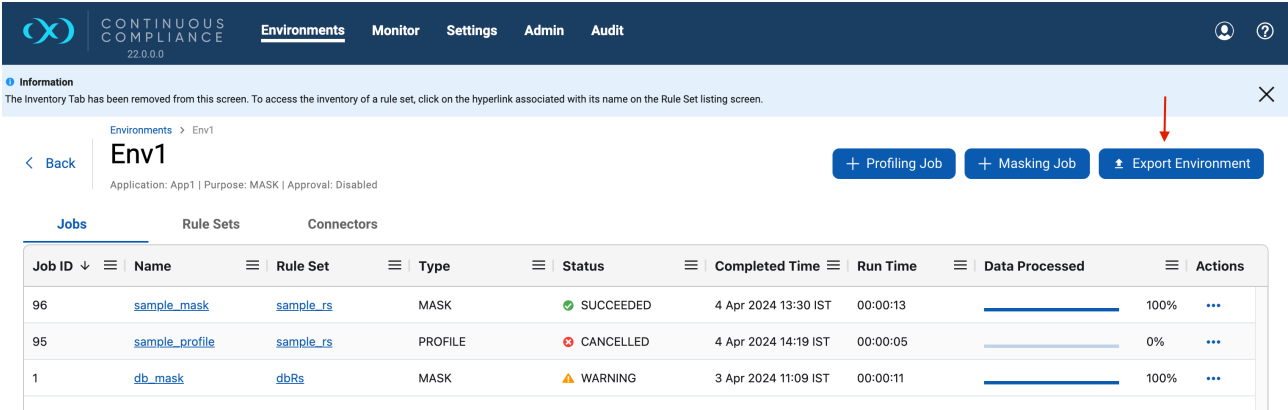 CONTINUOUS
COMPLIANCE
22.0.0.0
Environments Monitor Settings Admin Audit
Information
The Inventory Tab has been removed from this screen. To access the inventory of a rule set, click on the hyperlink associated with its name on the Rule Set listing screen.
Environments > Env1
Back
Env1
Application: App1 | Purpose: MASK | Approval: Disabled
+ Profiling Job + Masking Job Export Environment
Jobs Rule Sets Connectors
Job ID Name Rule Set Type Status Completed Time Run Time Data Processed Actions
96 sample_mask sample_rs MASK SUCCEEDED 4 Apr 2024 13:30 IST 00:00:13 100% ...
95 sample_profile sample_rs PROFILE CANCELLED 4 Apr 2024 14:19 IST 00:00:05 0% ...
1 db_mask dbRs MASK WARNING 3 Apr 2024 11:09 IST 00:00:11 100% ...